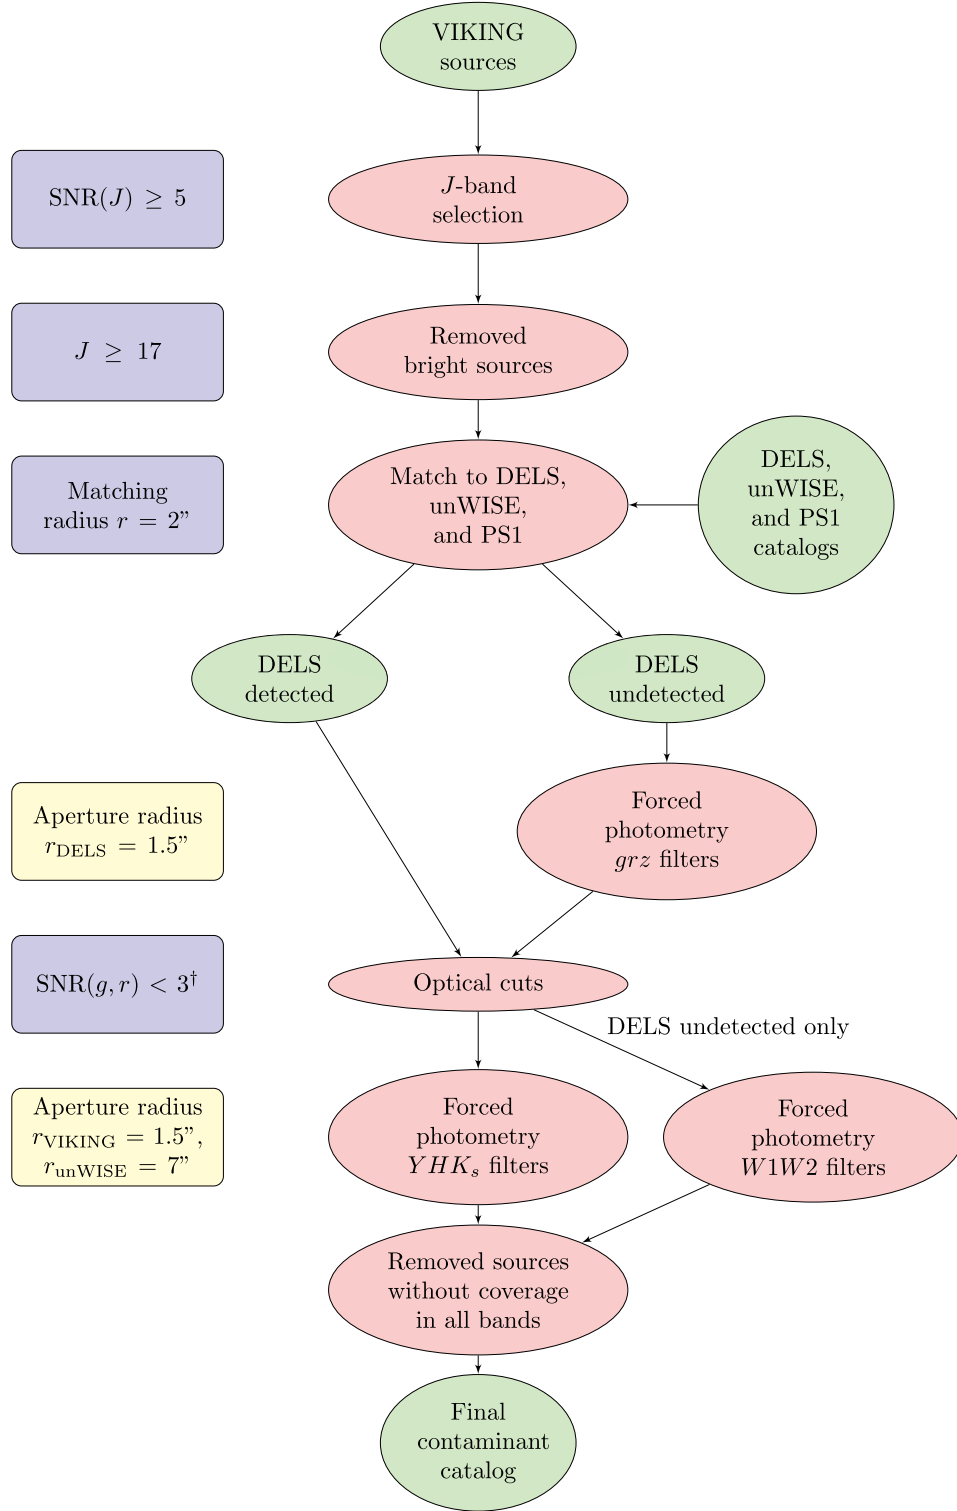 VIKING
sources
SNR(J) ≥ 5
J-band
selection
J ≥ 17
Removed
bright sources
Matching
radius r = 2”
Match to DELS,
unWISE,
and PS1
DELS,
unWISE,
and PS1
catalogs
DELS
detected
DELS
undetected
Aperture radius
r_DELS = 1.5”
Forced
photometry
grz filters
SNR(g, r) < 3†
Optical cuts
DELS undetected only
Aperture radius
r_VIKING = 1.5”,
r_unWISE = 7”
Forced
photometry
YHK_s filters
Forced
photometry
W1W2 filters
Removed sources
without coverage
in all bands
Final
contaminant
catalog